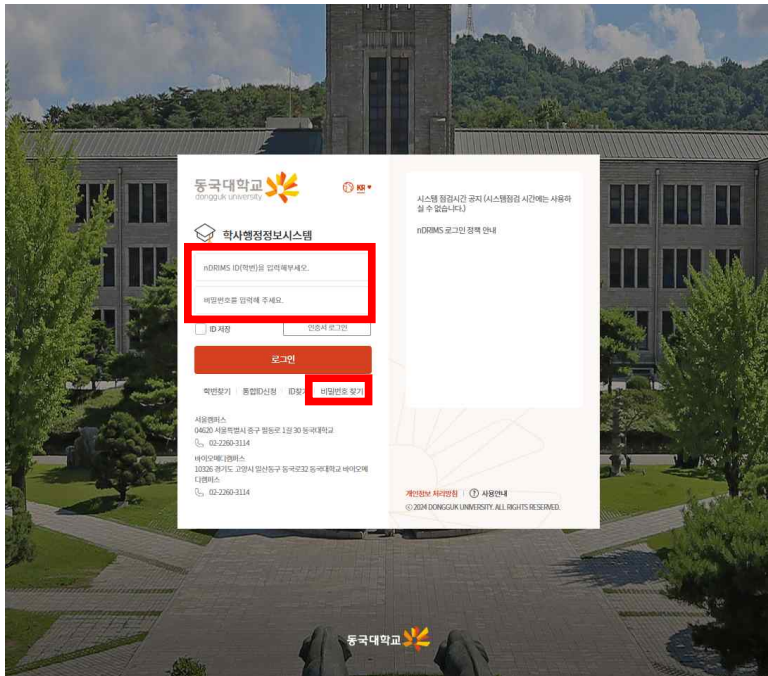 동국대학교
dongguk university
KR
학사행정정보시스템
nDRIMS ID(학번)을 입력해주세요.
비밀번호를 입력해 주세요.
ID 저장
인증서 로그인
로그인
학번찾기
통합ID신청
ID찾기
비밀번호 찾기
서울캠퍼스
04620 서울특별시 중구 필동로 1길 30 동국대학교
02-2260-3114
바이오메디캠퍼스
10326 경기도 고양시 일산동구 동국로32 동국대학교 바이오메
디캠퍼스
02-2260-3114
시스템 점검시간 공지 (시스템점검 시간에는 사용하
실 수 없습니다.)
nDRIMS 로그인 정책 안내
개인정보 처리방침
? 사용안내
ⓒ 2024 DONGGUK UNIVERSITY. ALL RIGHTS RESERVED.
동국대학교